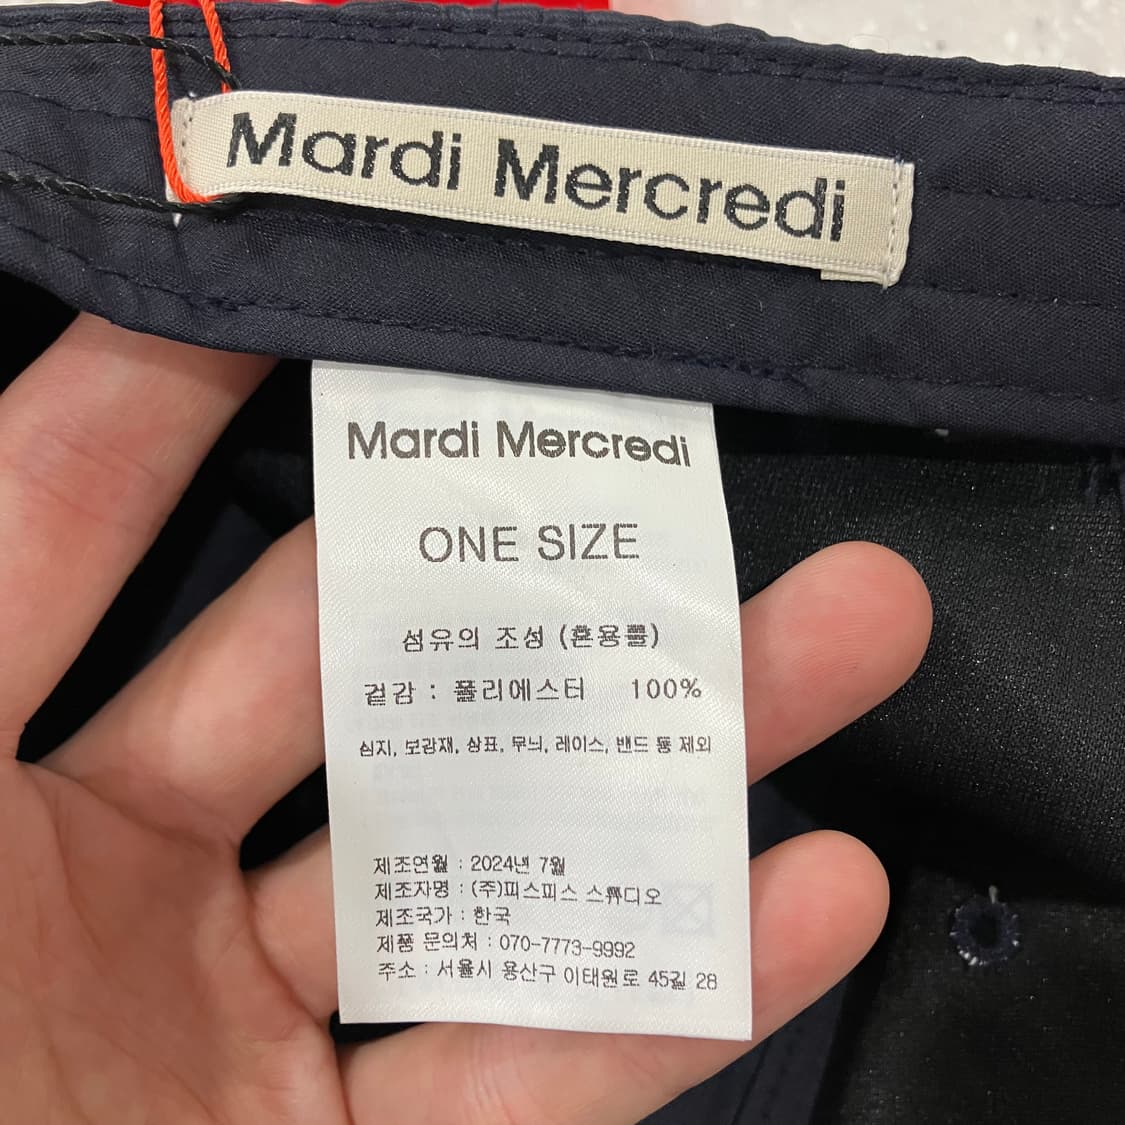 Mardi Mercredi
Mardi Mercredi
ONE SIZE
섬유의 조성 (혼용률)
겉감 : 폴리에스터 100%
심지, 보강재, 상표, 무늬, 레이스, 밴드 등 제외
제조연월 : 2024년 7월
제조자명 : (주)피스피스 스튜디오
제조국가 : 한국
제품 문의처 : 070-7773-9992
주소 : 서울시 용산구 이태원로 45길 28